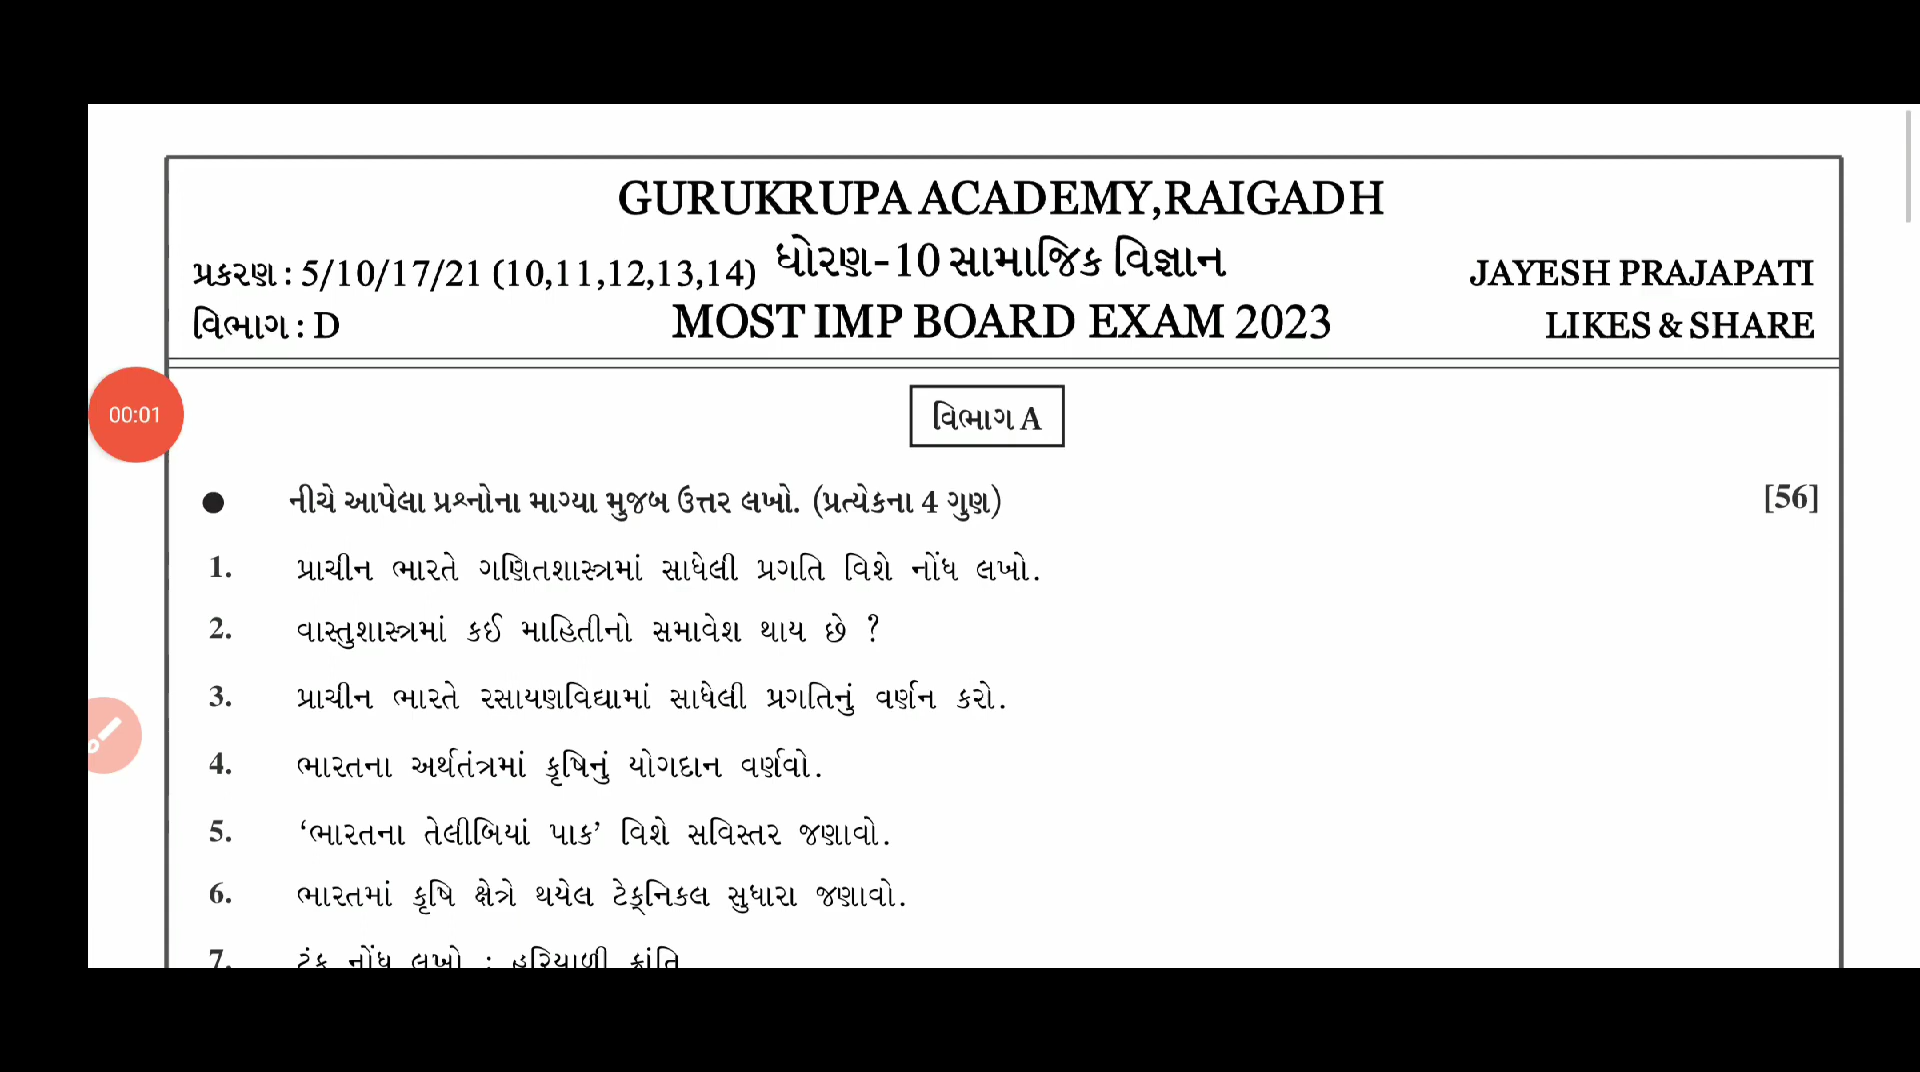 GURUKRUPA ACADEMY,RAIGADH
ધોરણ-10 સામાજિક વિજ્ઞાન
પ્રકરણ : 5/10/17/21 (10,11,12,13,14)
JAYESH PRAJAPATI
વિભાગ : D
MOST IMP BOARD EXAM 2023
LIKES & SHARE
00:01
વિભાગ A
● નીચે આપેલા પ્રશ્નોના માગ્યા મુજબ ઉત્તર લખો. (પ્રત્યેકના 4 ગુણ) [56]
1. પ્રાચીન ભારતે ગણિતશાસ્ત્રમાં સાધેલી પ્રગતિ વિશે નોંધ લખો.
2. વાસ્તુશાસ્ત્રમાં કઈ માહિતીનો સમાવેશ થાય છે ?
3. પ્રાચીન ભારતે રસાયણવિદ્યામાં સાધેલી પ્રગતિનું વર્ણન કરો.
4. ભારતના અર્થતંત્રમાં કૃષિનું યોગદાન વર્ણવો.
5. ‘ભારતના તેલીબિયાં પાક’ વિશે સવિસ્તર જણાવો.
6. ભારતમાં કૃષિ ક્ષેત્રે થયેલ ટેક્‌નિકલ સુધારા જણાવો.
7. ટૂંક નોંધ લખો : હરિયાળી ક્રાંતિ